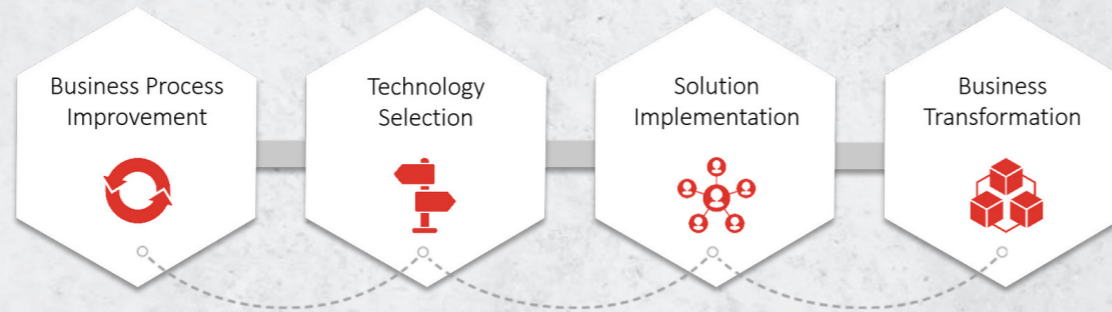 Business Process
Improvement
Technology
Selection
Solution
Implementation
Business
Transformation